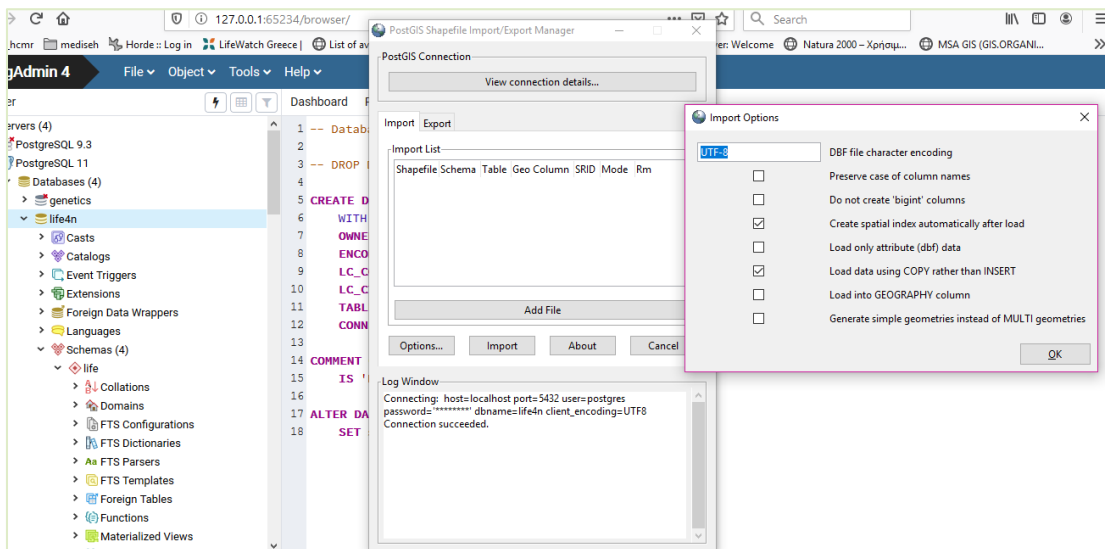 127.0.0.1:65234/browser/
Search
hcmr mediseh Horde :: Log in LifeWatch Greece | List of av
er: Welcome Natura 2000 – Χρήσιμ... MSA GIS (GIS.ORGANI...
gAdmin 4 File Object Tools Help
er
Dashboard
ervers (4)
PostgreSQL 9.3
PostgreSQL 11
Databases (4)
genetics
life4n
Casts
Catalogs
Event Triggers
Extensions
Foreign Data Wrappers
Languages
Schemas (4)
life
Collations
Domains
FTS Configurations
FTS Dictionaries
FTS Parsers
FTS Templates
Foreign Tables
Functions
Materialized Views
1 -- Datab
2
3 -- DROP
4
5 CREATE D
6 WITH
7 OWNE
8 ENCO
9 LC_C
10 LC_C
11 TABL
12 CONN
13
14 COMMENT
15 IS '
16
17 ALTER DA
18 SET
PostGIS Shapefile Import/Export Manager
PostGIS Connection
View connection details...
Import Export
Import List
Shapefile Schema Table Geo Column SRID Mode Rm
Add File
Options... Import About Cancel
Log Window
Connecting: host=localhost port=5432 user=postgres
password='********' dbname=life4n client_encoding=UTF8
Connection succeeded.
Import Options
UTF-8 DBF file character encoding
Preserve case of column names
Do not create 'bigint' columns
Create spatial index automatically after load
Load only attribute (dbf) data
Load data using COPY rather than INSERT
Load into GEOGRAPHY column
Generate simple geometries instead of MULTI geometries
OK